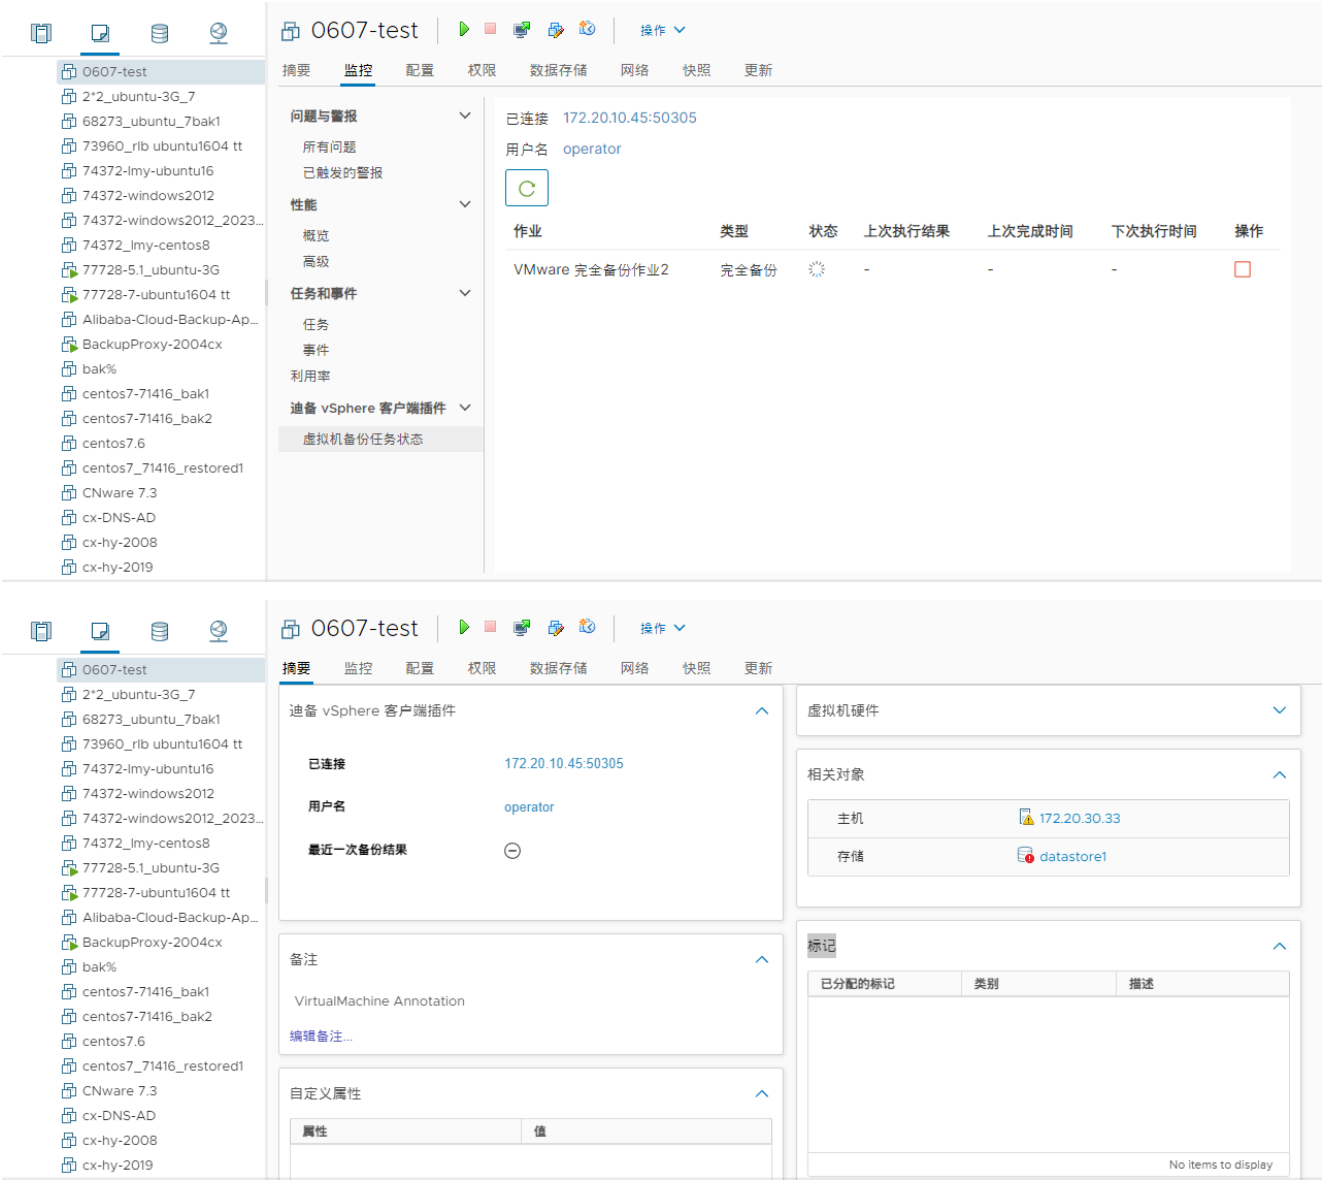 0607-test
操作
摘要 监控 配置 权限 数据存储 网络 快照 更新
0607-test
2*2_ubuntu-3G_7
68273_ubuntu_7bak1
73960_rlb ubuntu1604 tt
74372-lmy-ubuntu16
74372-windows2012
74372-windows2012_2023...
74372_lmy-centos8
77728-5.1_ubuntu-3G
77728-7-ubuntu1604 tt
Alibaba-Cloud-Backup-Ap...
BackupProxy-2004cx
bak%
centos7-71416_bak1
centos7-71416_bak2
centos7.6
centos7_71416_restored1
CNware 7.3
cx-DNS-AD
cx-hy-2008
cx-hy-2019
问题与警报
所有问题
已触发的警报
性能
概览
高级
任务和事件
任务
事件
利用率
迪备 vSphere 客户端插件
虚拟机备份任务状态
已连接 172.20.10.45:50305
用户名 operator
作业 类型 状态 上次执行结果 上次完成时间 下次执行时间 操作
VMware 完全备份作业2 完全备份 - - -
0607-test
操作
摘要 监控 配置 权限 数据存储 网络 快照 更新
0607-test
2*2_ubuntu-3G_7
68273_ubuntu_7bak1
73960_rlb ubuntu1604 tt
74372-lmy-ubuntu16
74372-windows2012
74372-windows2012_2023...
74372_lmy-centos8
77728-5.1_ubuntu-3G
77728-7-ubuntu1604 tt
Alibaba-Cloud-Backup-Ap...
BackupProxy-2004cx
bak%
centos7-71416_bak1
centos7-71416_bak2
centos7.6
centos7_71416_restored1
CNware 7.3
cx-DNS-AD
cx-hy-2008
cx-hy-2019
迪备 vSphere 客户端插件
已连接 172.20.10.45:50305
用户名 operator
最近一次备份结果
备注
VirtualMachine Annotation
编辑备注...
自定义属性
属性 值
虚拟机硬件
相关对象
主机 172.20.30.33
存储 datastore1
标记
已分配的标记 类别 描述
No items to display